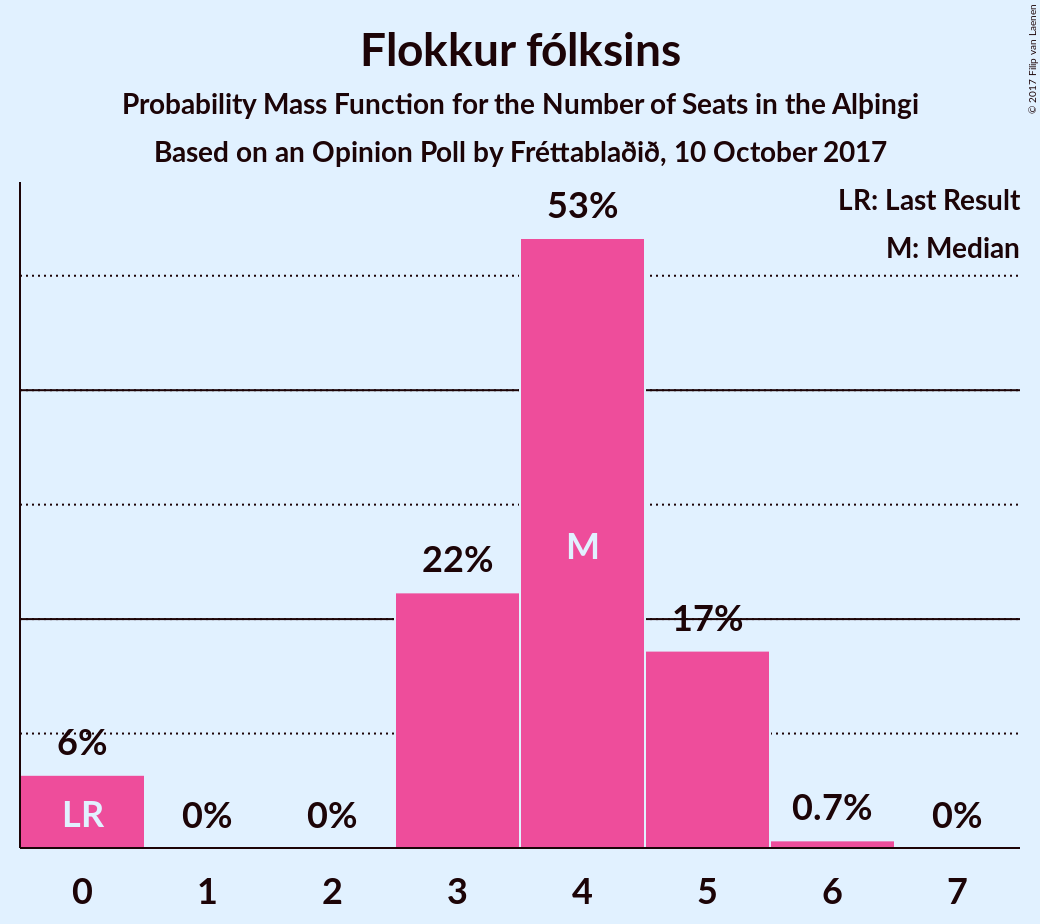 Flokkur fólksins
Probability Mass Function for the Number of Seats in the Alþingi
Based on an Opinion Poll by Fréttablaðið, 10 October 2017
© 2017 Filip van Laenen
LR: Last Result
M: Median
53%
22%
M
17%
6%
LR
0%
0%
0.7%
0%
0 1 2 3 4 5 6 7